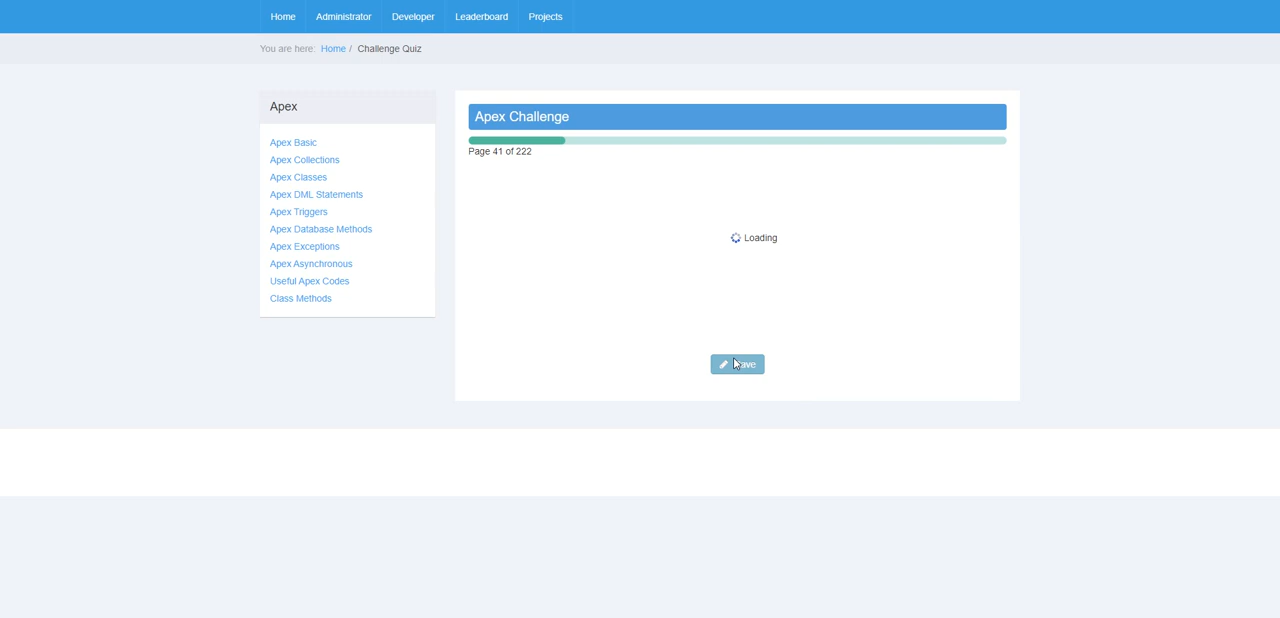 Home Administrator Developer Leaderboard Projects
You are here: Home / Challenge Quiz
Apex
Apex Basic
Apex Collections
Apex Classes
Apex DML Statements
Apex Triggers
Apex Database Methods
Apex Exceptions
Apex Asynchronous
Useful Apex Codes
Class Methods
Apex Challenge
Page 41 of 222
Loading